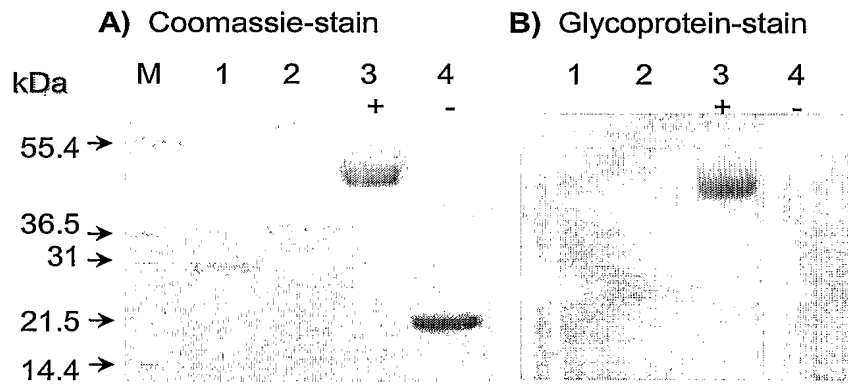 A) Coomassie-stain
B) Glycoprotein-stain
kDa M 1 2 3 4
+ -
1 2 3 4
+ -
55.4
36.5
31
21.5
14.4